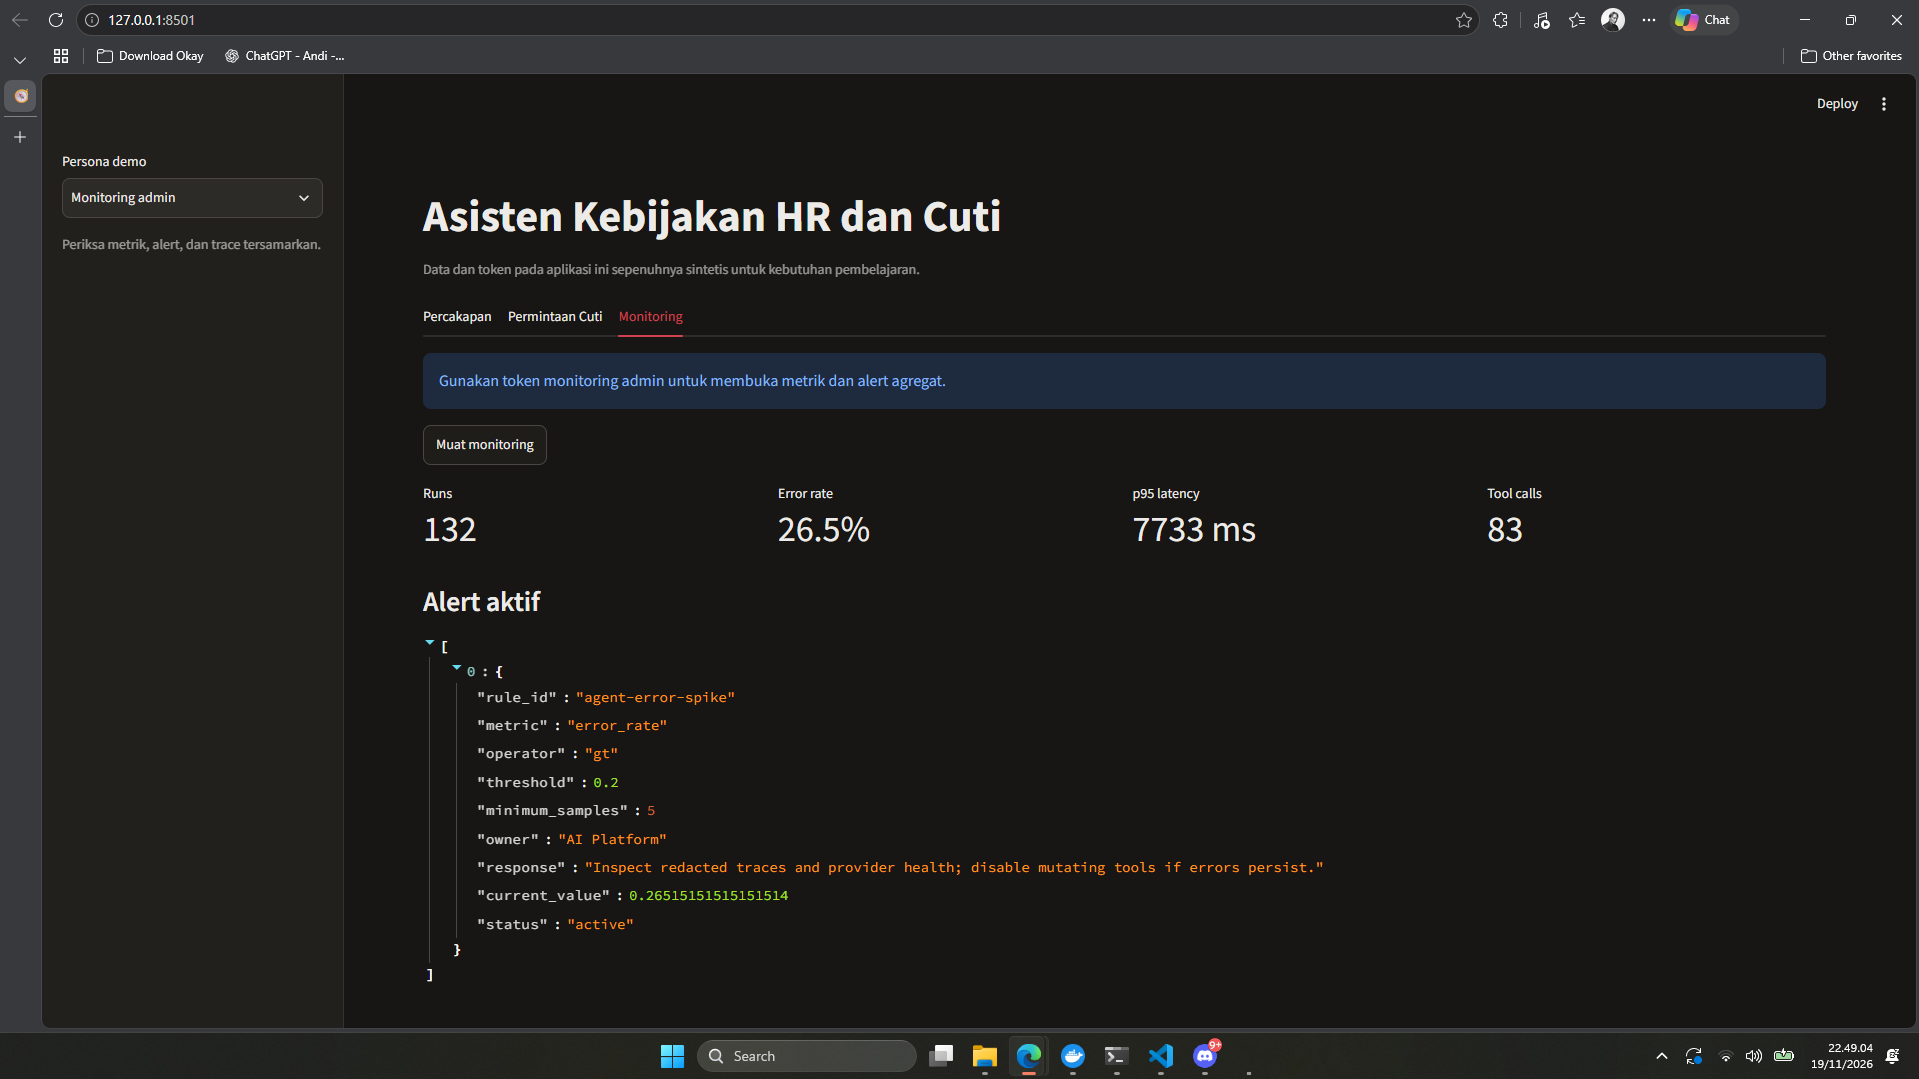 127.0.0.1:8501
Chat
Download Okay
ChatGPT - Andi -...
Other favorites
Deploy
Persona demo
Monitoring admin
Periksa metrik, alert, dan trace tersamarkan.
Asisten Kebijakan HR dan Cuti
Data dan token pada aplikasi ini sepenuhnya sintetis untuk kebutuhan pembelajaran.
Percakapan Permintaan Cuti Monitoring
Gunakan token monitoring admin untuk membuka metrik dan alert agregat.
Muat monitoring
Runs
132
Error rate
26.5%
p95 latency
7733 ms
Tool calls
83
Alert aktif
[
0 : {
"rule_id" : "agent-error-spike"
"metric" : "error_rate"
"operator" : "gt"
"threshold" : 0.2
"minimum_samples" : 5
"owner" : "AI Platform"
"response" : "Inspect redacted traces and provider health; disable mutating tools if errors persist."
"current_value" : 0.26515151515151514
"status" : "active"
}
]
Search
9+
22.49.04
19/11/2026